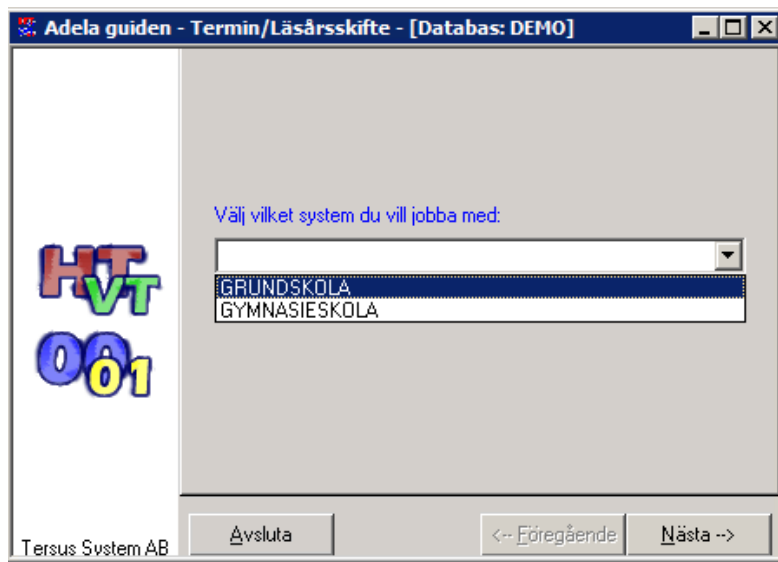 Adela guiden - Termin/Läsårsskifte - [Databas: DEMO]
Välj vilket system du vill jobba med:
GRUNDSKOLA
GYMNASIESKOLA
HT
VT
00
01
Tersus System AB
Avsluta
<-- Föregående
Nästa -->